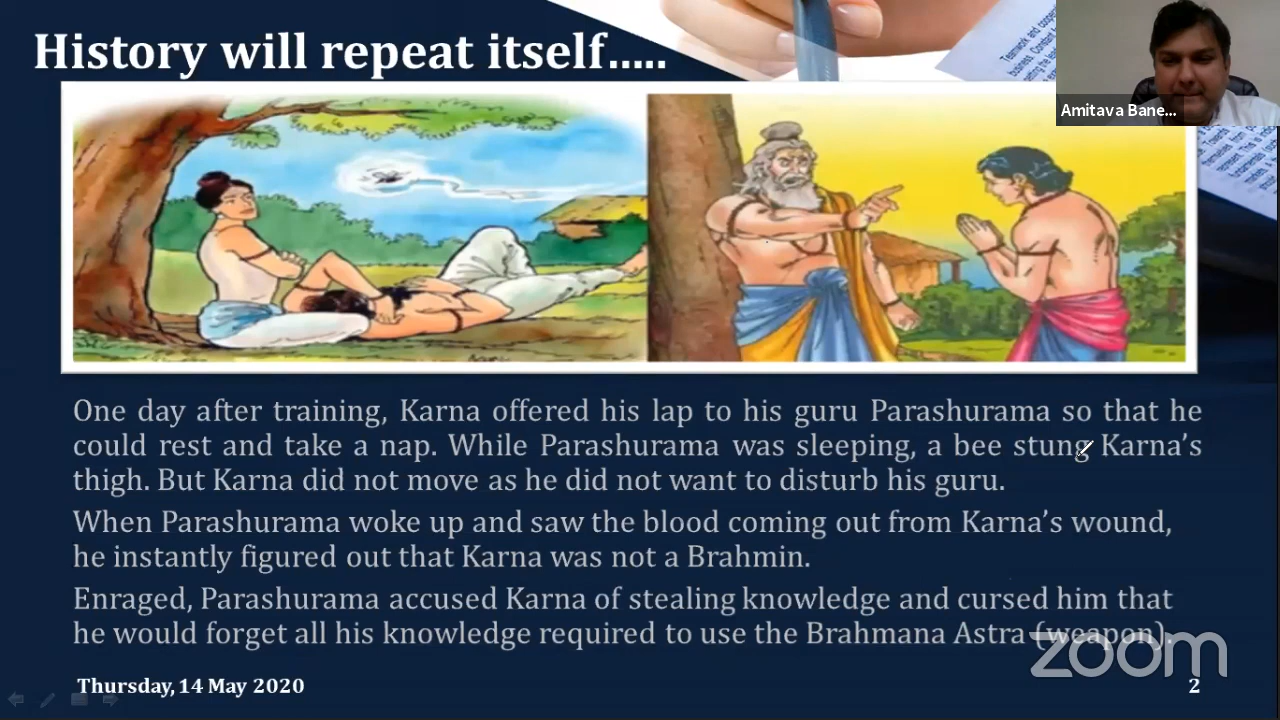 History will repeat itself…..
Amitava Bane...
One day after training, Karna offered his lap to his guru Parashurama so that he
could rest and take a nap. While Parashurama was sleeping, a bee stung Karna's
thigh. But Karna did not move as he did not want to disturb his guru.
When Parashurama woke up and saw the blood coming out from Karna's wound,
he instantly figured out that Karna was not a Brahmin.
Enraged, Parashurama accused Karna of stealing knowledge and cursed him that
he would forget all his knowledge required to use the Brahmana Astra (weapon).
zoom
Thursday, 14 May 2020
2